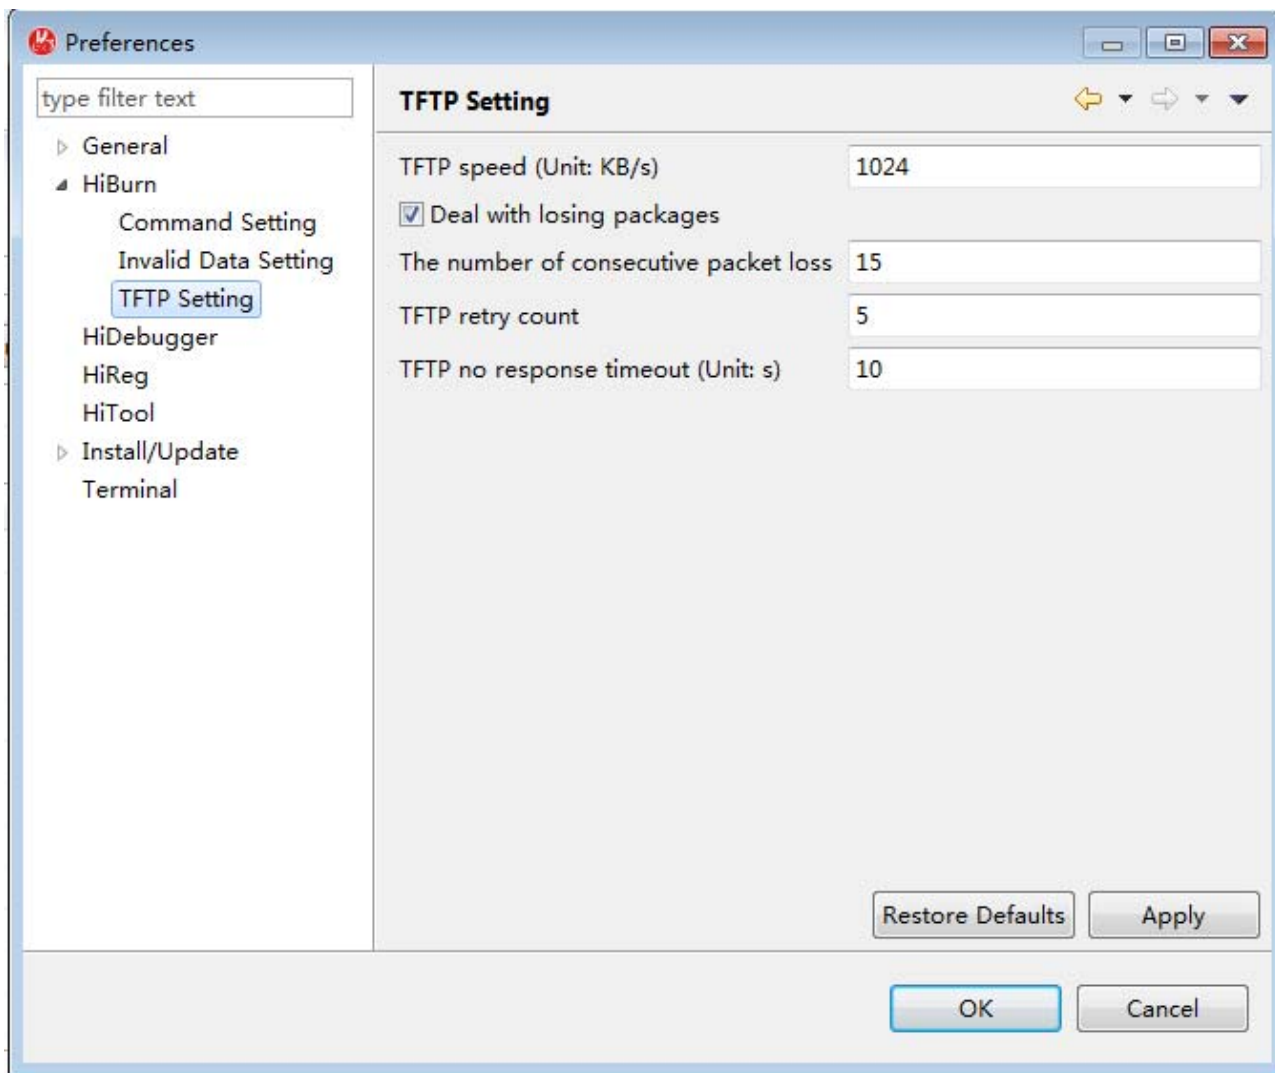 Preferences
type filter text
General
HiBurn
Command Setting
Invalid Data Setting
TFTP Setting
HiDebugger
HiReg
HiTool
Install/Update
Terminal
TFTP Setting
TFTP speed (Unit: KB/s) 1024
Deal with losing packages
The number of consecutive packet loss 15
TFTP retry count 5
TFTP no response timeout (Unit: s) 10
Restore Defaults Apply
OK Cancel